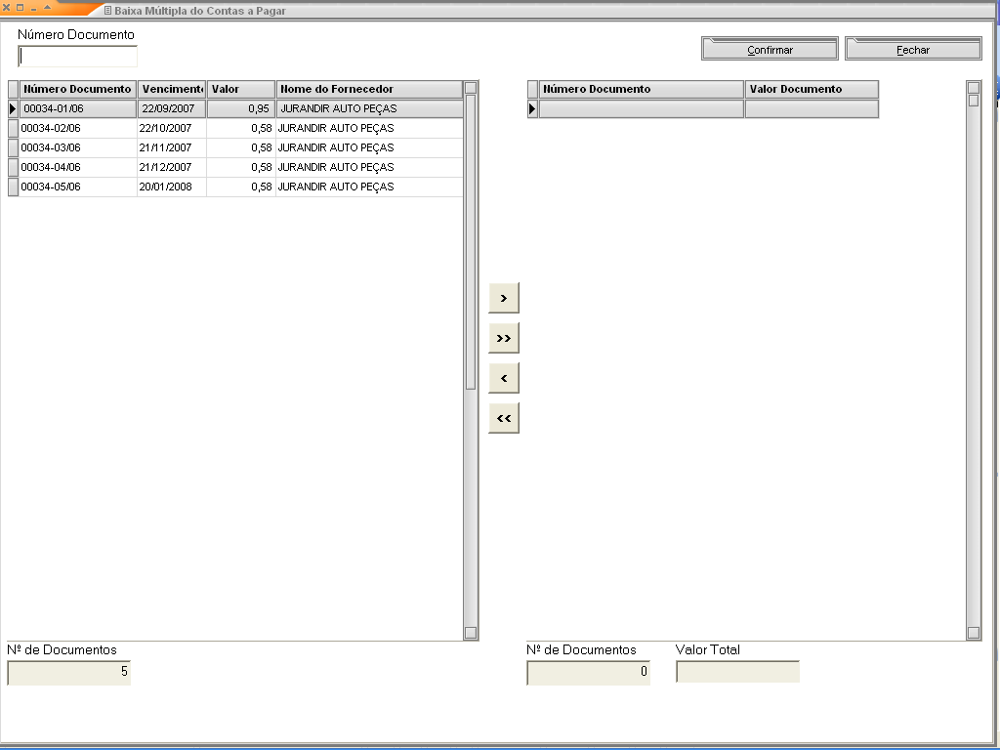 Baixa Múltipla do Contas a Pagar
Número Documento
Confirmar Fechar
Número Documento Vencimento Valor Nome do Fornecedor
00034-01/06 22/09/2007 0,95 JURANDIR AUTO PEÇAS
00034-02/06 22/10/2007 0,58 JURANDIR AUTO PEÇAS
00034-03/06 21/11/2007 0,58 JURANDIR AUTO PEÇAS
00034-04/06 21/12/2007 0,58 JURANDIR AUTO PEÇAS
00034-05/06 20/01/2008 0,58 JURANDIR AUTO PEÇAS
Número Documento Valor Documento
>
>>
<
<<
Nº de Documentos
5
Nº de Documentos Valor Total
0